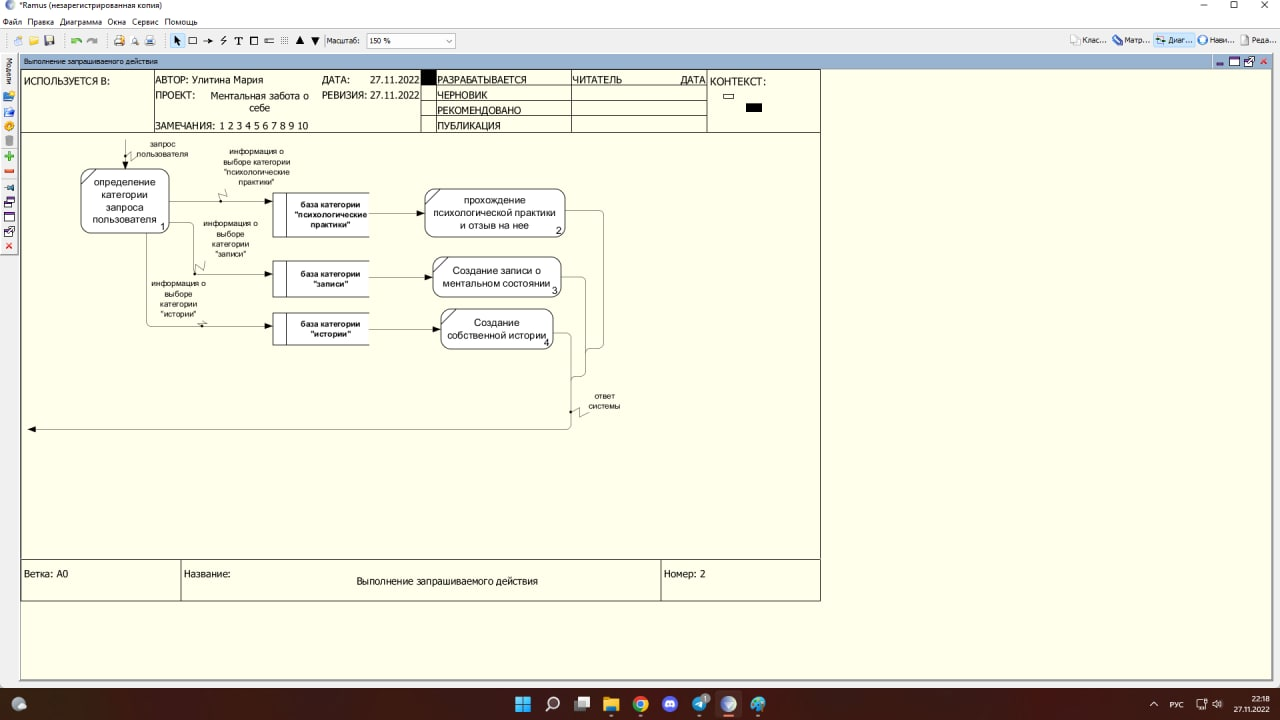 *Ramus (незарегистрированная копия)
Файл Правка Диаграмма Окна Сервис Помощь
Масштаб: 150 %
Клас... Матр... Диаг... Нави... Реда...
Модели
Выполнение запрашиваемого действия
ИСПОЛЬЗУЕТСЯ В:
АВТОР: Улитина Мария
ДАТА: 27.11.2022
ПРОЕКТ: Ментальная забота о
себе
РЕВИЗИЯ: 27.11.2022
ЗАМЕЧАНИЯ: 1 2 3 4 5 6 7 8 9 10
РАЗРАБАТЫВАЕТСЯ
ЧЕРНОВИК
РЕКОМЕНДОВАНО
ПУБЛИКАЦИЯ
ЧИТАТЕЛЬ
ДАТА
КОНТЕКСТ:
запрос
пользователя
определение
категории
запроса
пользователя
1
информация о
выборе категории
"психологические
практики"
база категории
"психологические
практики"
прохождение
психологической практики
и отзыв на нее
2
информация о
выборе
категории
"записи"
база категории
"записи"
Создание записи о
ментальном состоянии
3
информация о
выборе
категории
"истории"
база категории
"истории"
Создание
собственной истории
4
ответ
системы
Ветка: A0
Название:
Выполнение запрашиваемого действия
Номер: 2
1
РУС
22:18
27.11.2022